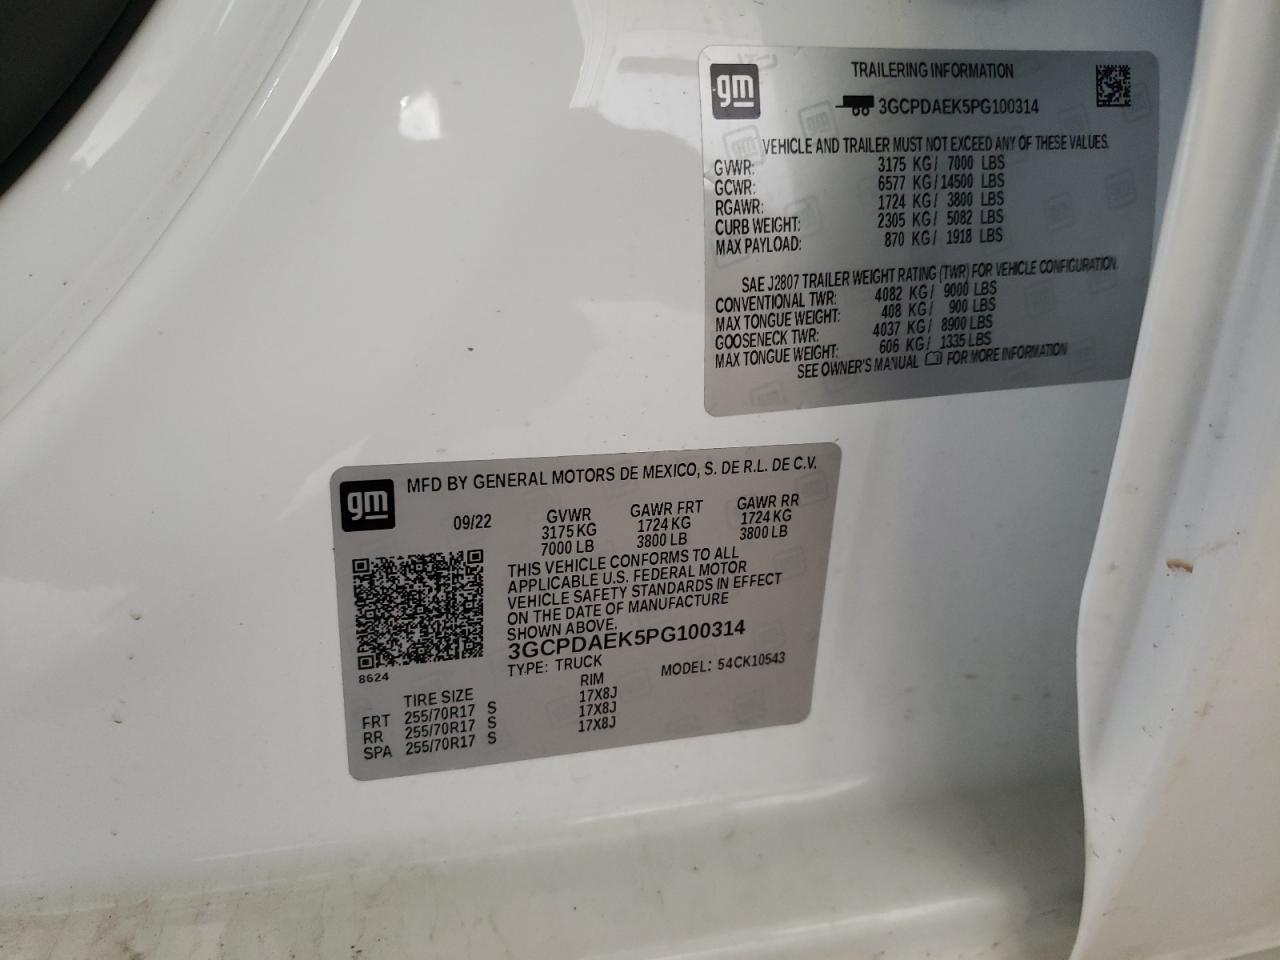 gm
TRAILERING INFORMATION
3GCPDAEK5PG100314
VEHICLE AND TRAILER MUST NOT EXCEED ANY OF THESE VALUES.
GVWR: 3175 KG/ 7000 LBS
GCWR: 6577 KG/14500 LBS
RGAWR: 1724 KG/ 3800 LBS
CURB WEIGHT: 2305 KG/ 5082 LBS
MAX PAYLOAD: 870 KG/ 1918 LBS
SAE J2807 TRAILER WEIGHT RATING (TWR) FOR VEHICLE CONFIGURATION.
CONVENTIONAL TWR: 4082 KG/ 9000 LBS
MAX TONGUE WEIGHT: 408 KG/ 900 LBS
GOOSENECK TWR: 4037 KG/ 8900 LBS
MAX TONGUE WEIGHT: 606 KG/ 1335 LBS
SEE OWNER'S MANUAL FOR MORE INFORMATION
gm
MFD BY GENERAL MOTORS DE MEXICO, S. DE R.L. DE C.V.
09/22 GVWR GAWR FRT GAWR RR
3175 KG 1724 KG 1724 KG
7000 LB 3800 LB 3800 LB
THIS VEHICLE CONFORMS TO ALL
APPLICABLE U.S. FEDERAL MOTOR
VEHICLE SAFETY STANDARDS IN EFFECT
ON THE DATE OF MANUFACTURE
SHOWN ABOVE.
3GCPDAEK5PG100314
8624 TYPE: TRUCK MODEL: 54CK10543
TIRE SIZE RIM
FRT 255/70R17 S 17X8J
RR 255/70R17 S 17X8J
SPA 255/70R17 S 17X8J